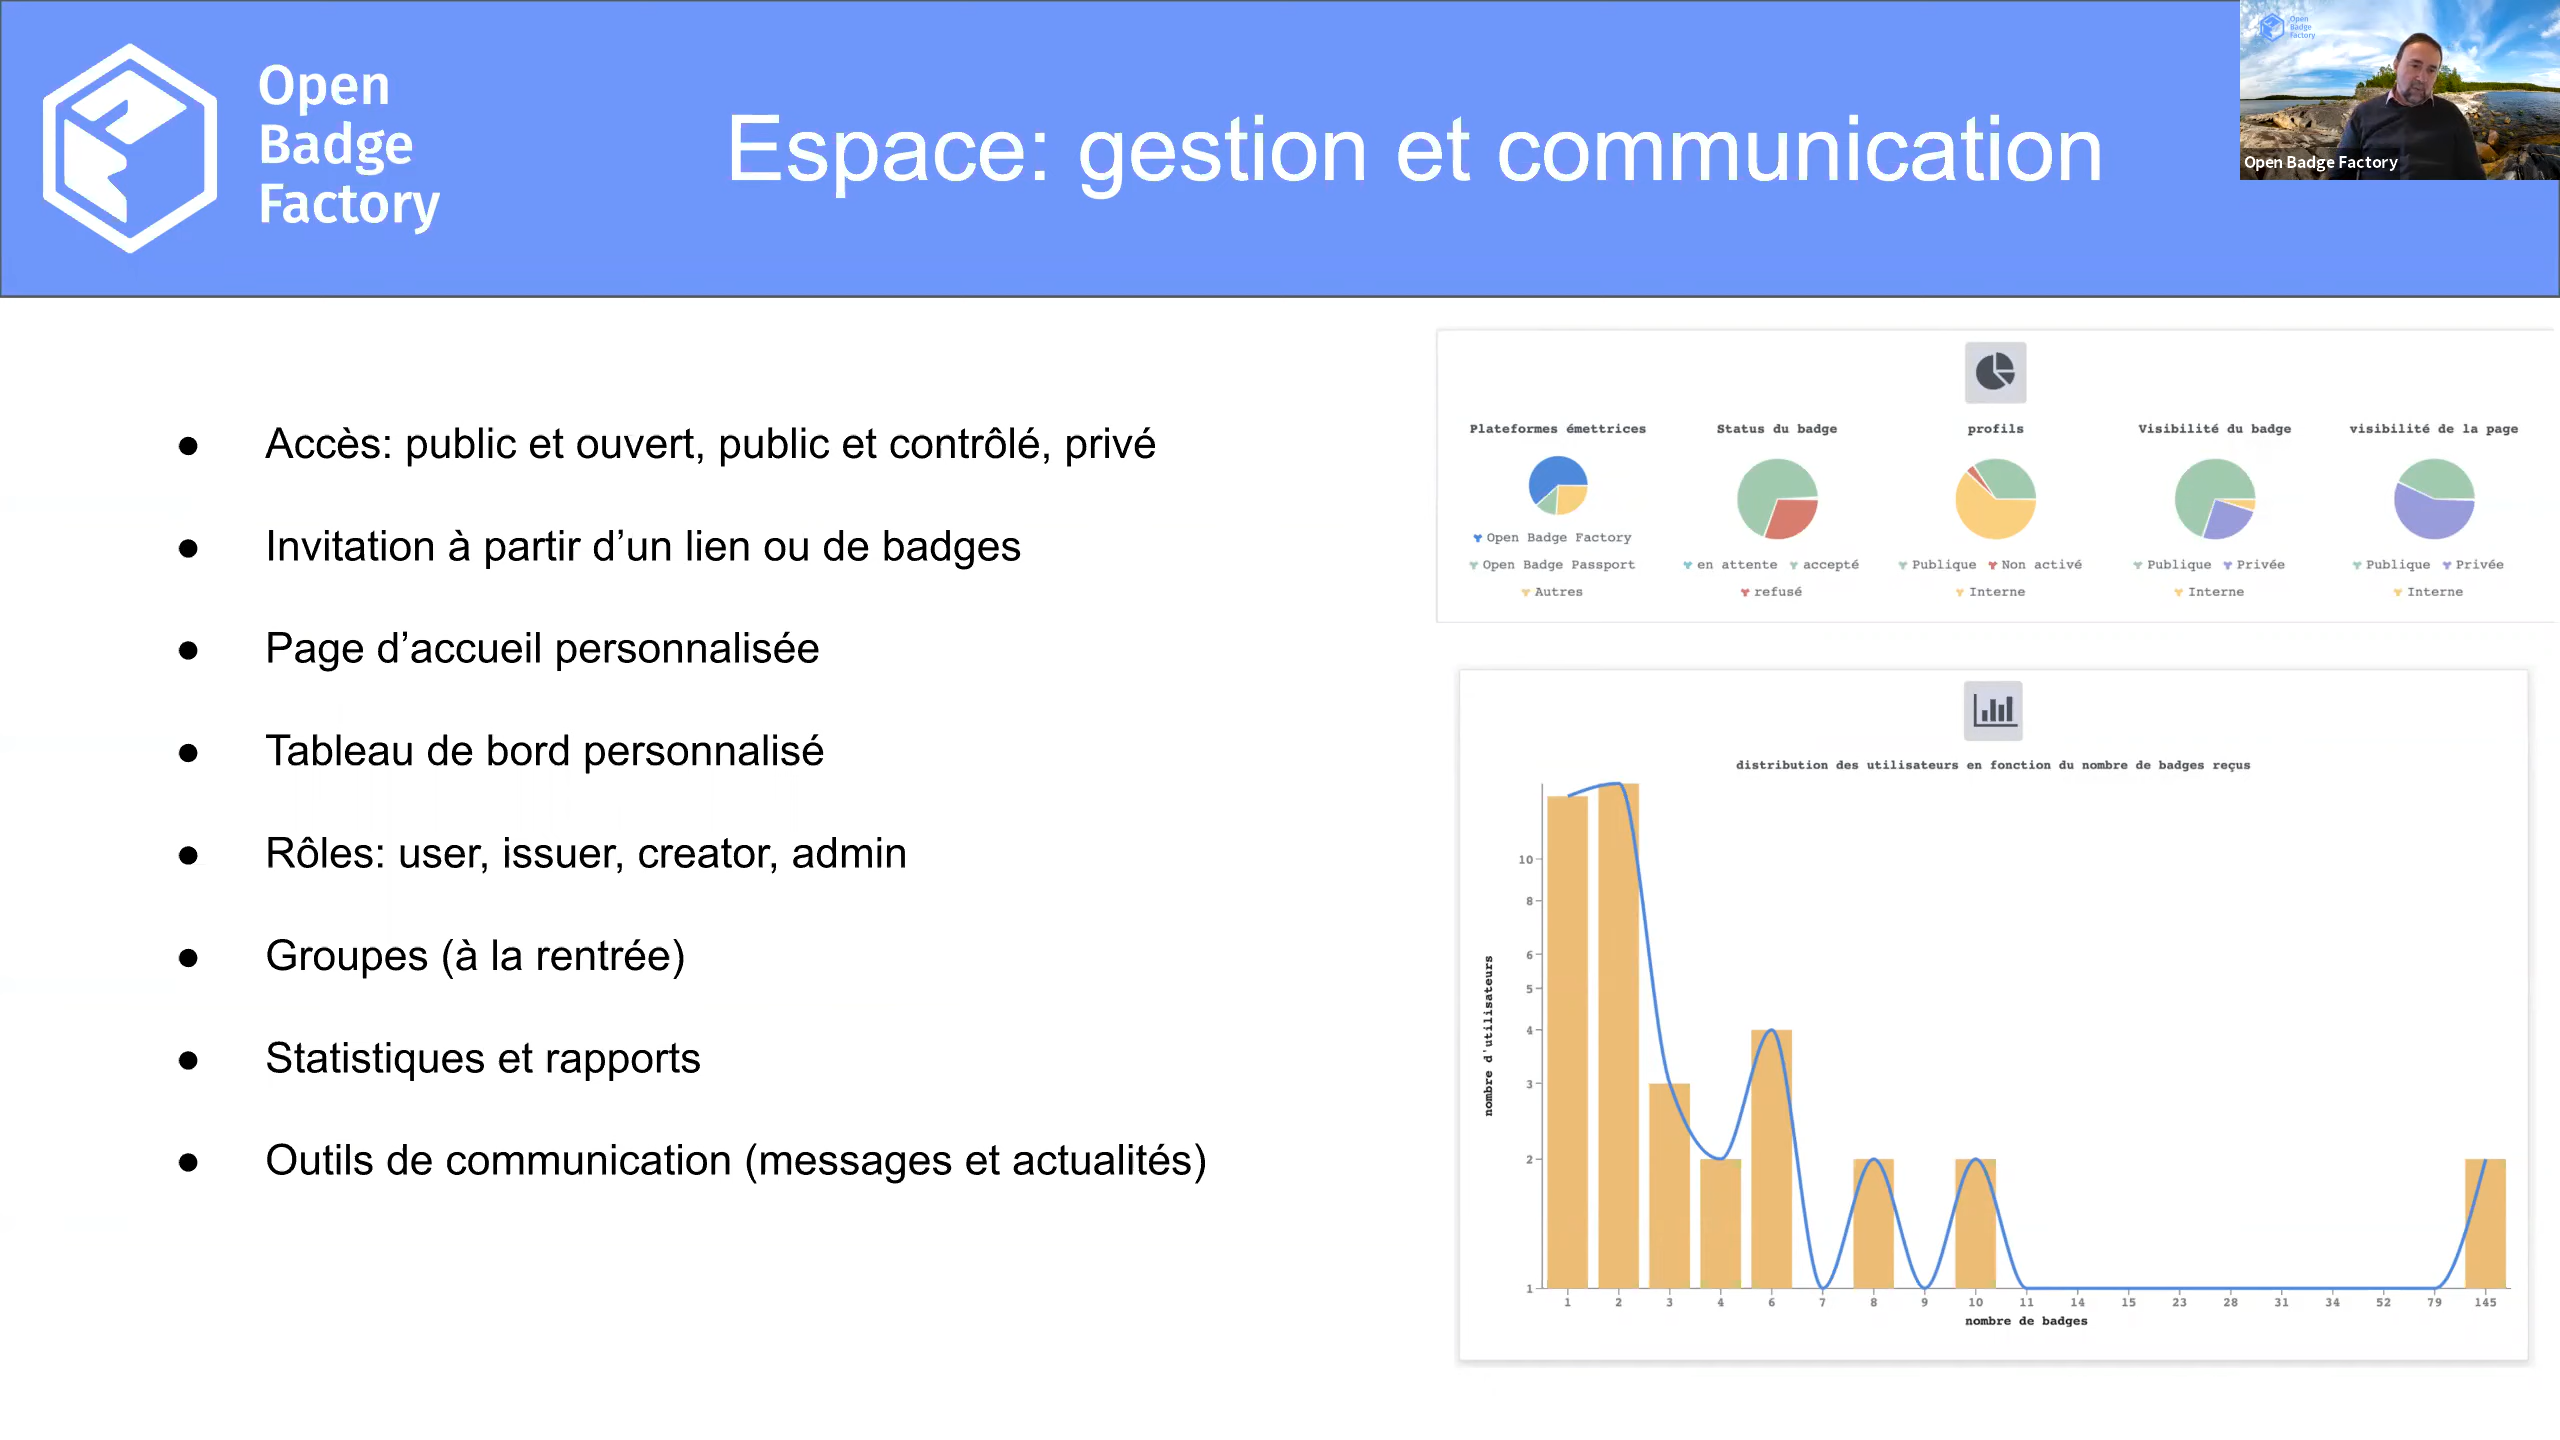 Open
Badge
Factory
Espace: gestion et communication
Open
Badge
Factory
Open Badge Factory
● Accès: public et ouvert, public et contrôlé, privé
● Invitation à partir d’un lien ou de badges
● Page d’accueil personnalisée
● Tableau de bord personnalisé
● Rôles: user, issuer, creator, admin
● Groupes (à la rentrée)
● Statistiques et rapports
● Outils de communication (messages et actualités)
Plateformes émettrices
Open Badge Factory
Open Badge Passport
Autres
Status du badge
en attente accepté
refusé
profils
Publique Non activé
Interne
Visibilité du badge
Publique Privée
Interne
visibilité de la page
Publique Privée
Interne
distribution des utilisateurs en fonction du nombre de badges reçus
nombre d'utilisateurs
10
8
6
5
4
3
2
1
1 2 3 4 6 7 8 9 10 11 14 15 23 28 31 34 52 79 145
nombre de badges